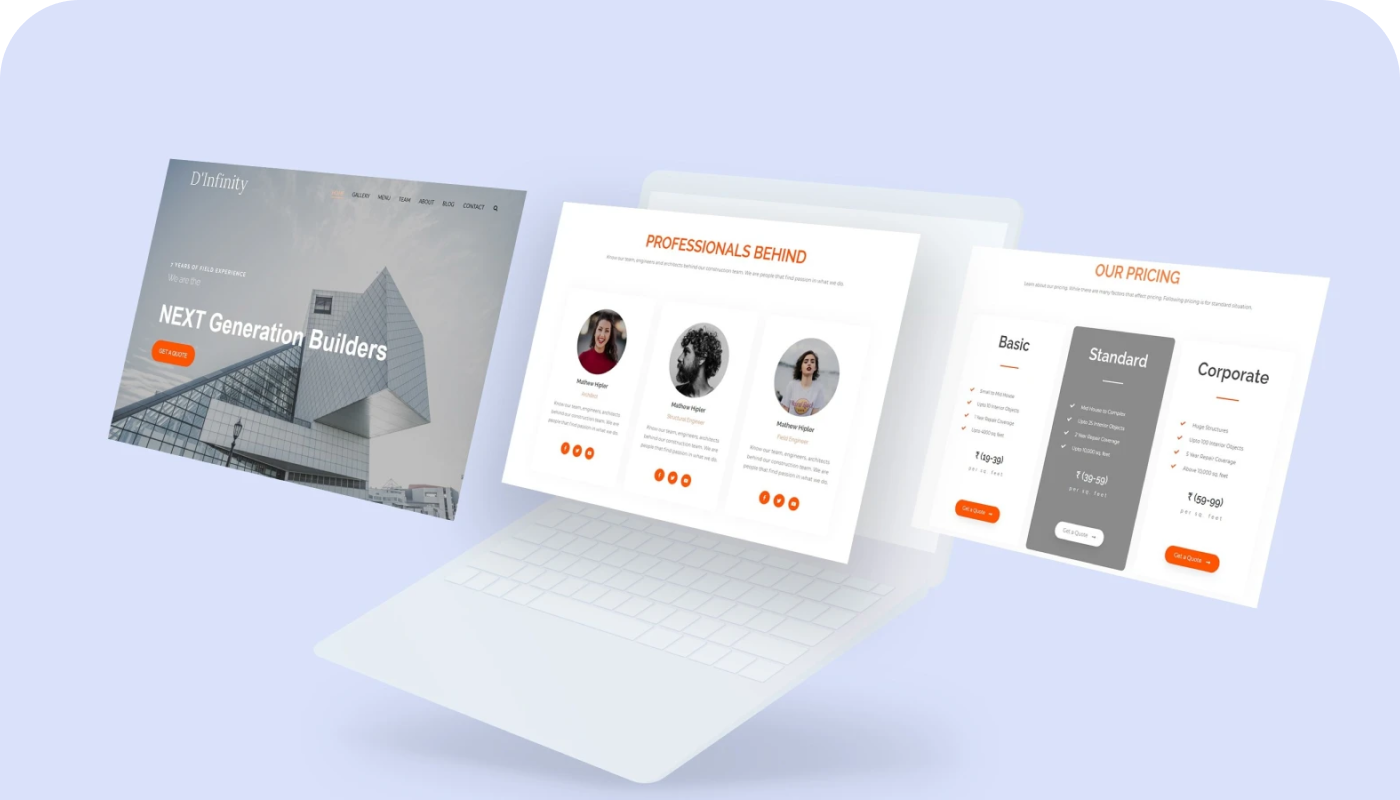 D'Infinity
GALLERY MENU TEAM ABOUT BLOG CONTACT
7 YEARS OF FIELD EXPERIENCE
We are the
NEXT Generation Builders
GET A QUOTE
PROFESSIONALS BEHIND
Know our team, engineers and architects behind our construction team. We are people that find passion in what we do.
Mathew Hipler
Architect
Know our team, engineers, architects
behind our construction team. We are
people that find passion in what we do.
Mathew Hipler
Structural Engineer
Know our team, engineers, architects
behind our construction team. We are
people that find passion in what we do.
Mathew Hipler
Field Engineer
Know our team, engineers, architects
behind our construction team. We are
people that find passion in what we do.
OUR PRICING
Learn about our pricing. While there are many factors that affect pricing. Following pricing is for standard situation.
Basic
Small to Mid House
Upto 10 Interior Objects
1 Year Repair Coverage
Upto 4000 sq. feet
₹ (19-39)
per sq. feet
Get a Quote →
Standard
Mid House to Complex
Upto 25 Interior Objects
2 Year Repair Coverage
Upto 10,000 sq. feet
₹ (39-59)
per sq. feet
Get a Quote →
Corporate
Huge Structures
Upto 100 Interior Objects
5 Year Repair Coverage
Above 10,000 sq. feet
₹ (59-99)
per sq. feet
Get a Quote →